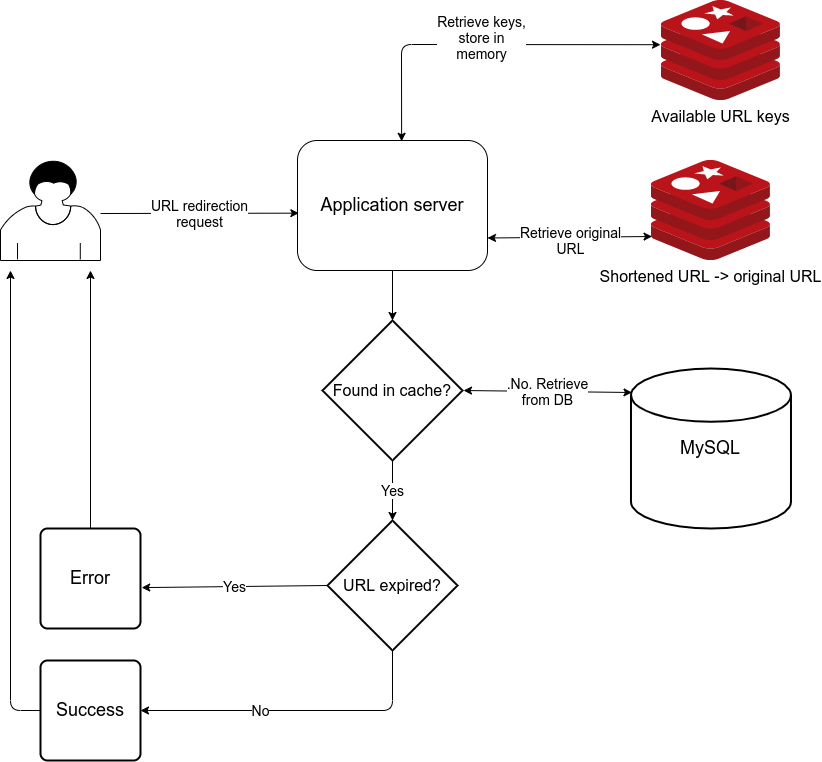 Retrieve keys,
store in
memory
Available URL keys
URL redirection
request
Application server
Retrieve original
URL
Shortened URL -> original URL
Found in cache?
.No. Retrieve
from DB
MySQL
Yes
Error
Yes
URL expired?
Success
No